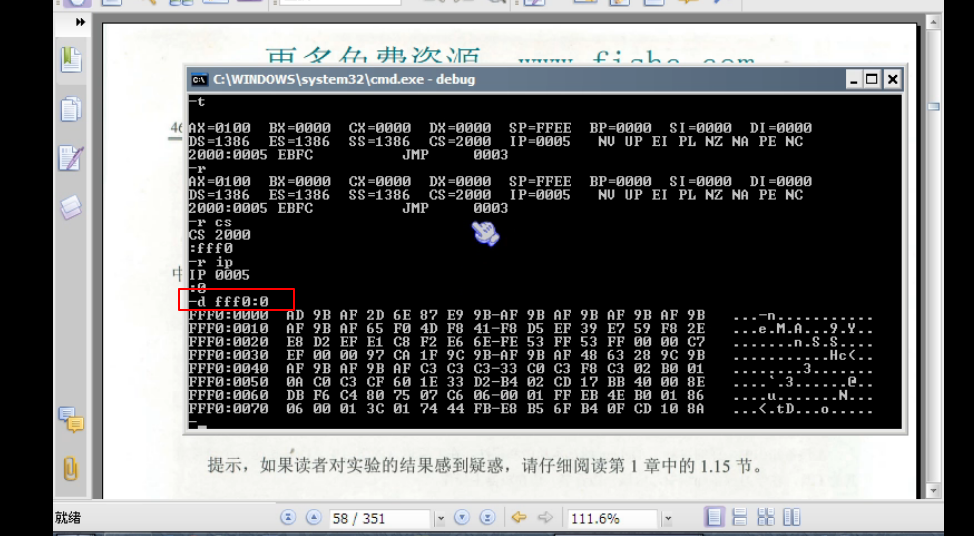 更多免费资源 www.fishc.com
C:\WINDOWS\system32\cmd.exe - debug
-t
46
AX=0100 BX=0000 CX=0000 DX=0000 SP=FFEE BP=0000 SI=0000 DI=0000
DS=1386 ES=1386 SS=1386 CS=2000 IP=0005 NV UP EI PL NZ NA PE NC
2000:0005 EBFC JMP 0003
-r
AX=0100 BX=0000 CX=0000 DX=0000 SP=FFEE BP=0000 SI=0000 DI=0000
DS=1386 ES=1386 SS=1386 CS=2000 IP=0005 NV UP EI PL NZ NA PE NC
2000:0005 EBFC JMP 0003
-r cs
CS 2000
:fff0
-r ip
中
IP 0005
:0
-d fff0:0
FFF0:0000 AD 9B AF 2D 6E 87 E9 9B-AF 9B AF 9B AF 9B AF 9B ...-n...........
FFF0:0010 AF 9B AF 65 F0 4D F8 41-F8 D5 EF 39 E7 59 F8 2E ...e.M.A...9.Y..
FFF0:0020 E8 D2 EF E1 C8 F2 E6 6E-FE 53 FF 53 FF 00 00 C7 .......n.S.S....
FFF0:0030 EF 00 00 97 CA 1F 9C 9B-AF 9B AF 48 63 28 9C 9B ...........Hc(..
FFF0:0040 AF 9B AF 9B AF C3 C3 C3-33 C0 C3 F8 C3 02 B0 01 ........3.......
FFF0:0050 0A C0 C3 CF 60 1E 33 D2-B4 02 CD 17 BB 40 00 8E ....`.3......@..
FFF0:0060 DB F6 C4 80 75 07 C6 06-00 01 FF EB 4E B0 01 86 ....u.......N...
FFF0:0070 06 00 01 3C 01 74 44 FB-E8 B5 6F B4 0F CD 10 8A ...<.tD...o.....
-_
提示，如果读者对实验的结果感到疑惑，请仔细阅读第 1 章中的 1.15 节。
就绪
58 / 351
111.6%